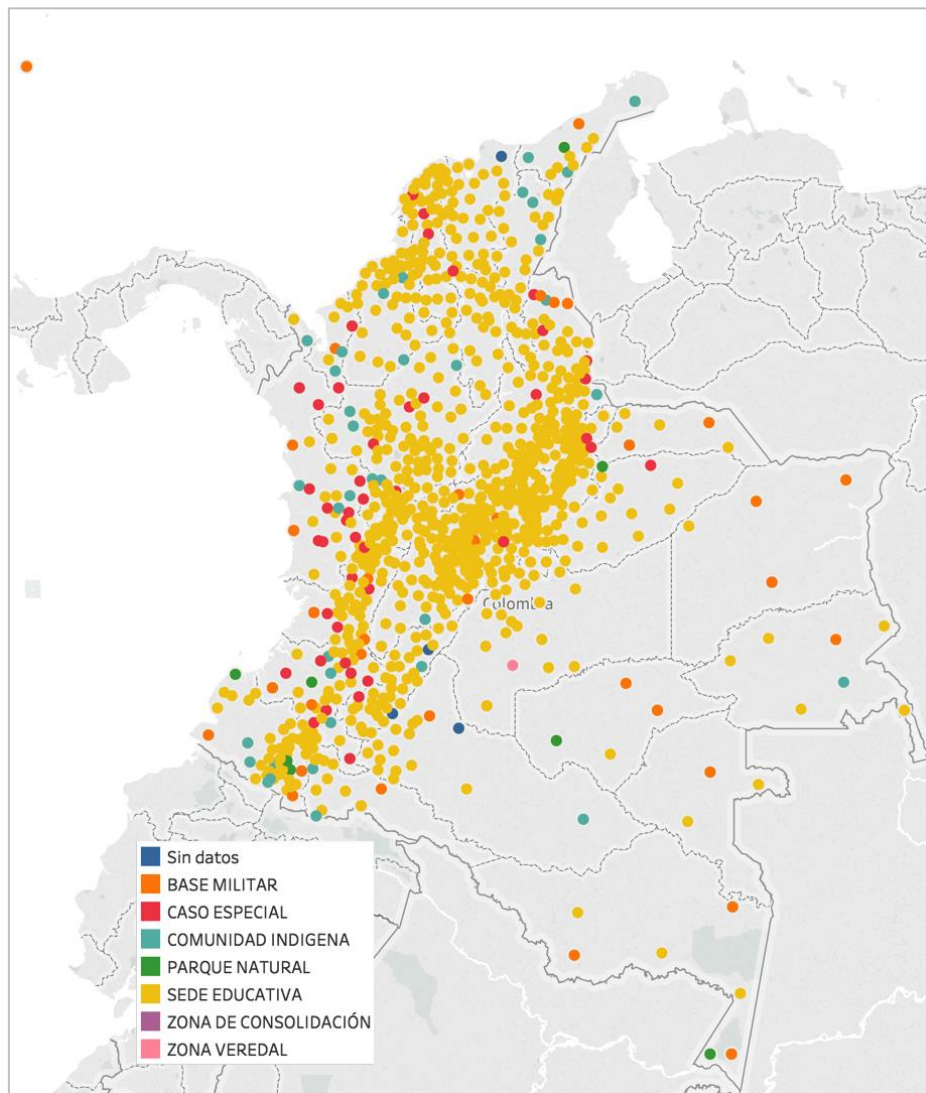 Colombia
Sin datos
BASE MILITAR
CASO ESPECIAL
COMUNIDAD INDIGENA
PARQUE NATURAL
SEDE EDUCATIVA
ZONA DE CONSOLIDACIÓN
ZONA VEREDAL